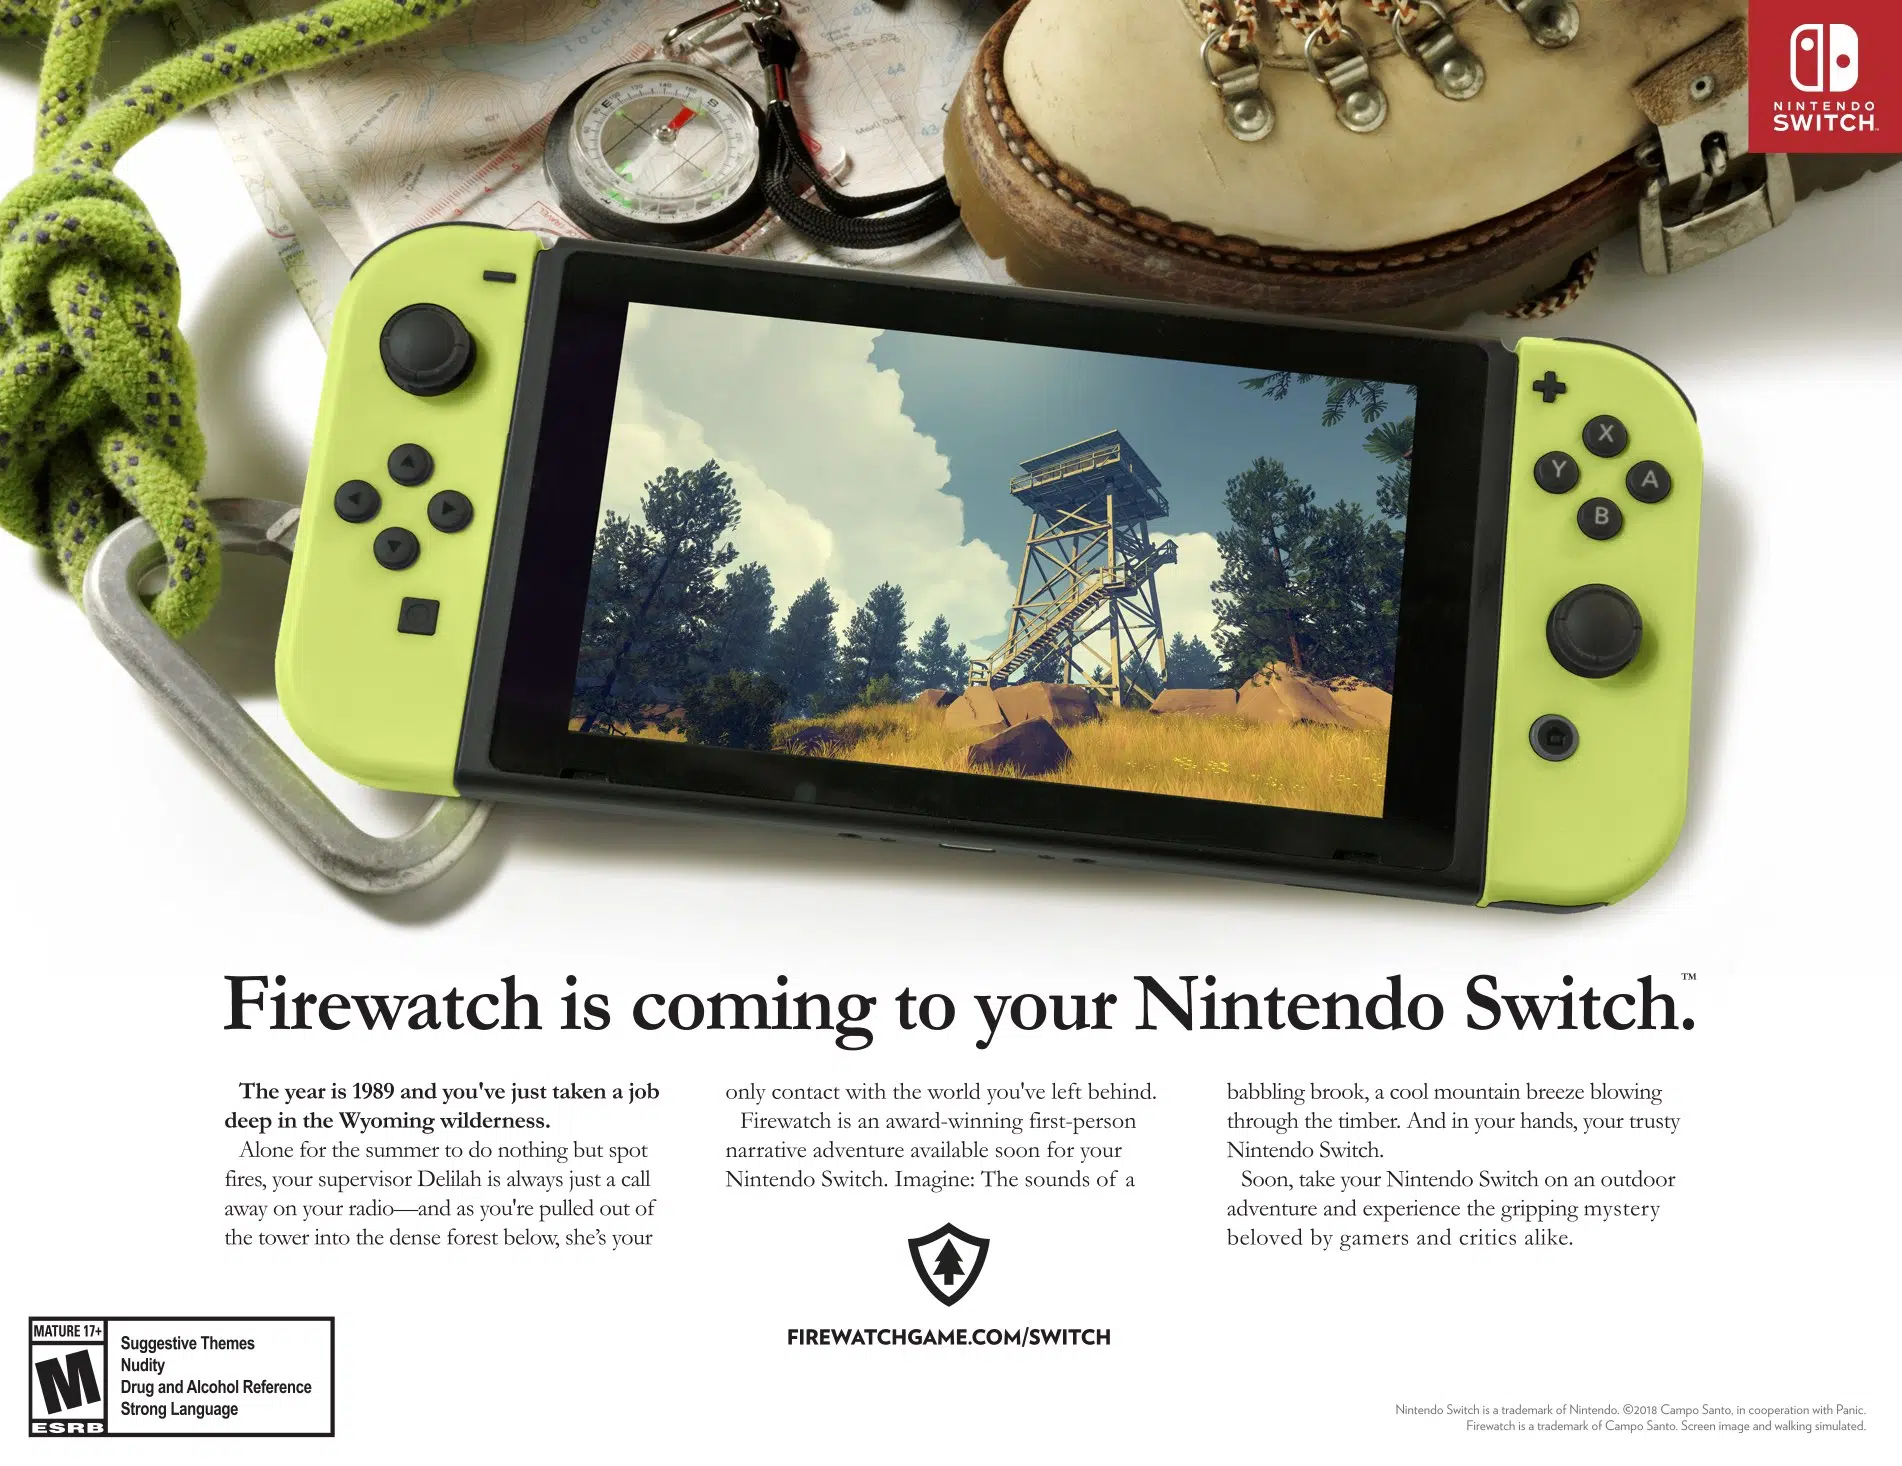 NINTENDO
SWITCH™
X
Y
A
B
Firewatch is coming to your Nintendo Switch.™
The year is 1989 and you've just taken a job
deep in the Wyoming wilderness.
Alone for the summer to do nothing but spot
fires, your supervisor Delilah is always just a call
away on your radio—and as you're pulled out of
the tower into the dense forest below, she’s your
only contact with the world you've left behind.
Firewatch is an award-winning first-person
narrative adventure available soon for your
Nintendo Switch. Imagine: The sounds of a
babbling brook, a cool mountain breeze blowing
through the timber. And in your hands, your trusty
Nintendo Switch.
Soon, take your Nintendo Switch on an outdoor
adventure and experience the gripping mystery
beloved by gamers and critics alike.
FIREWATCHGAME.COM/SWITCH
MATURE 17+
M
ESRB
Suggestive Themes
Nudity
Drug and Alcohol Reference
Strong Language
Nintendo Switch is a trademark of Nintendo. ©2018 Campo Santo, in cooperation with Panic.
Firewatch is a trademark of Campo Santo. Screen image and walking simulated.